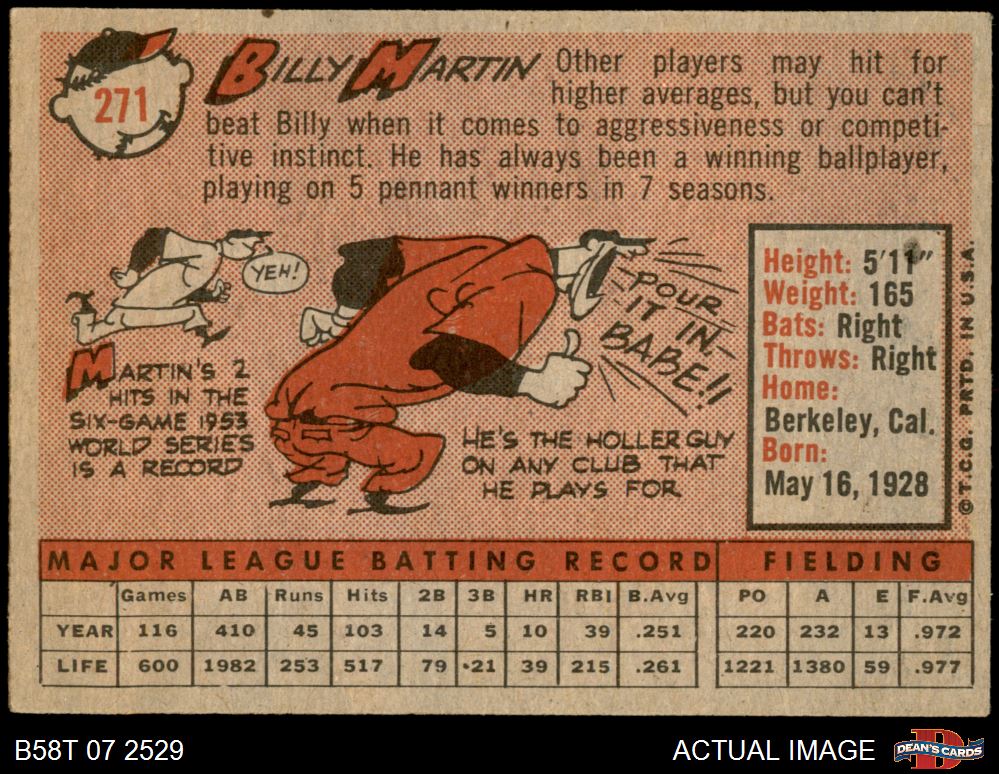 271
BILLY MARTIN
Other players may hit for
higher averages, but you can't
beat Billy when it comes to aggressiveness or competi-
tive instinct. He has always been a winning ballplayer,
playing on 5 pennant winners in 7 seasons.
YEH!
POUR
IT IN,
BABE!!
MARTIN'S 2
HITS IN THE
SIX-GAME 1953
WORLD SERIES
IS A RECORD
HE'S THE HOLLER GUY
ON ANY CLUB THAT
HE PLAYS FOR.
Height: 5'11"
Weight: 165
Bats: Right
Throws: Right
Home:
Berkeley, Cal.
Born:
May 16, 1928
© T.C.G. PRTD. IN U.S.A.
MAJOR LEAGUE BATTING RECORD FIELDING
Games AB Runs Hits 2B 3B HR RBI B.Avg PO A E F.Avg
YEAR 116 410 45 103 14 5 10 39 .251 220 232 13 .972
LIFE 600 1982 253 517 79 21 39 215 .261 1221 1380 59 .977
B58T 07 2529
ACTUAL IMAGE
D
DEAN'S CARDS